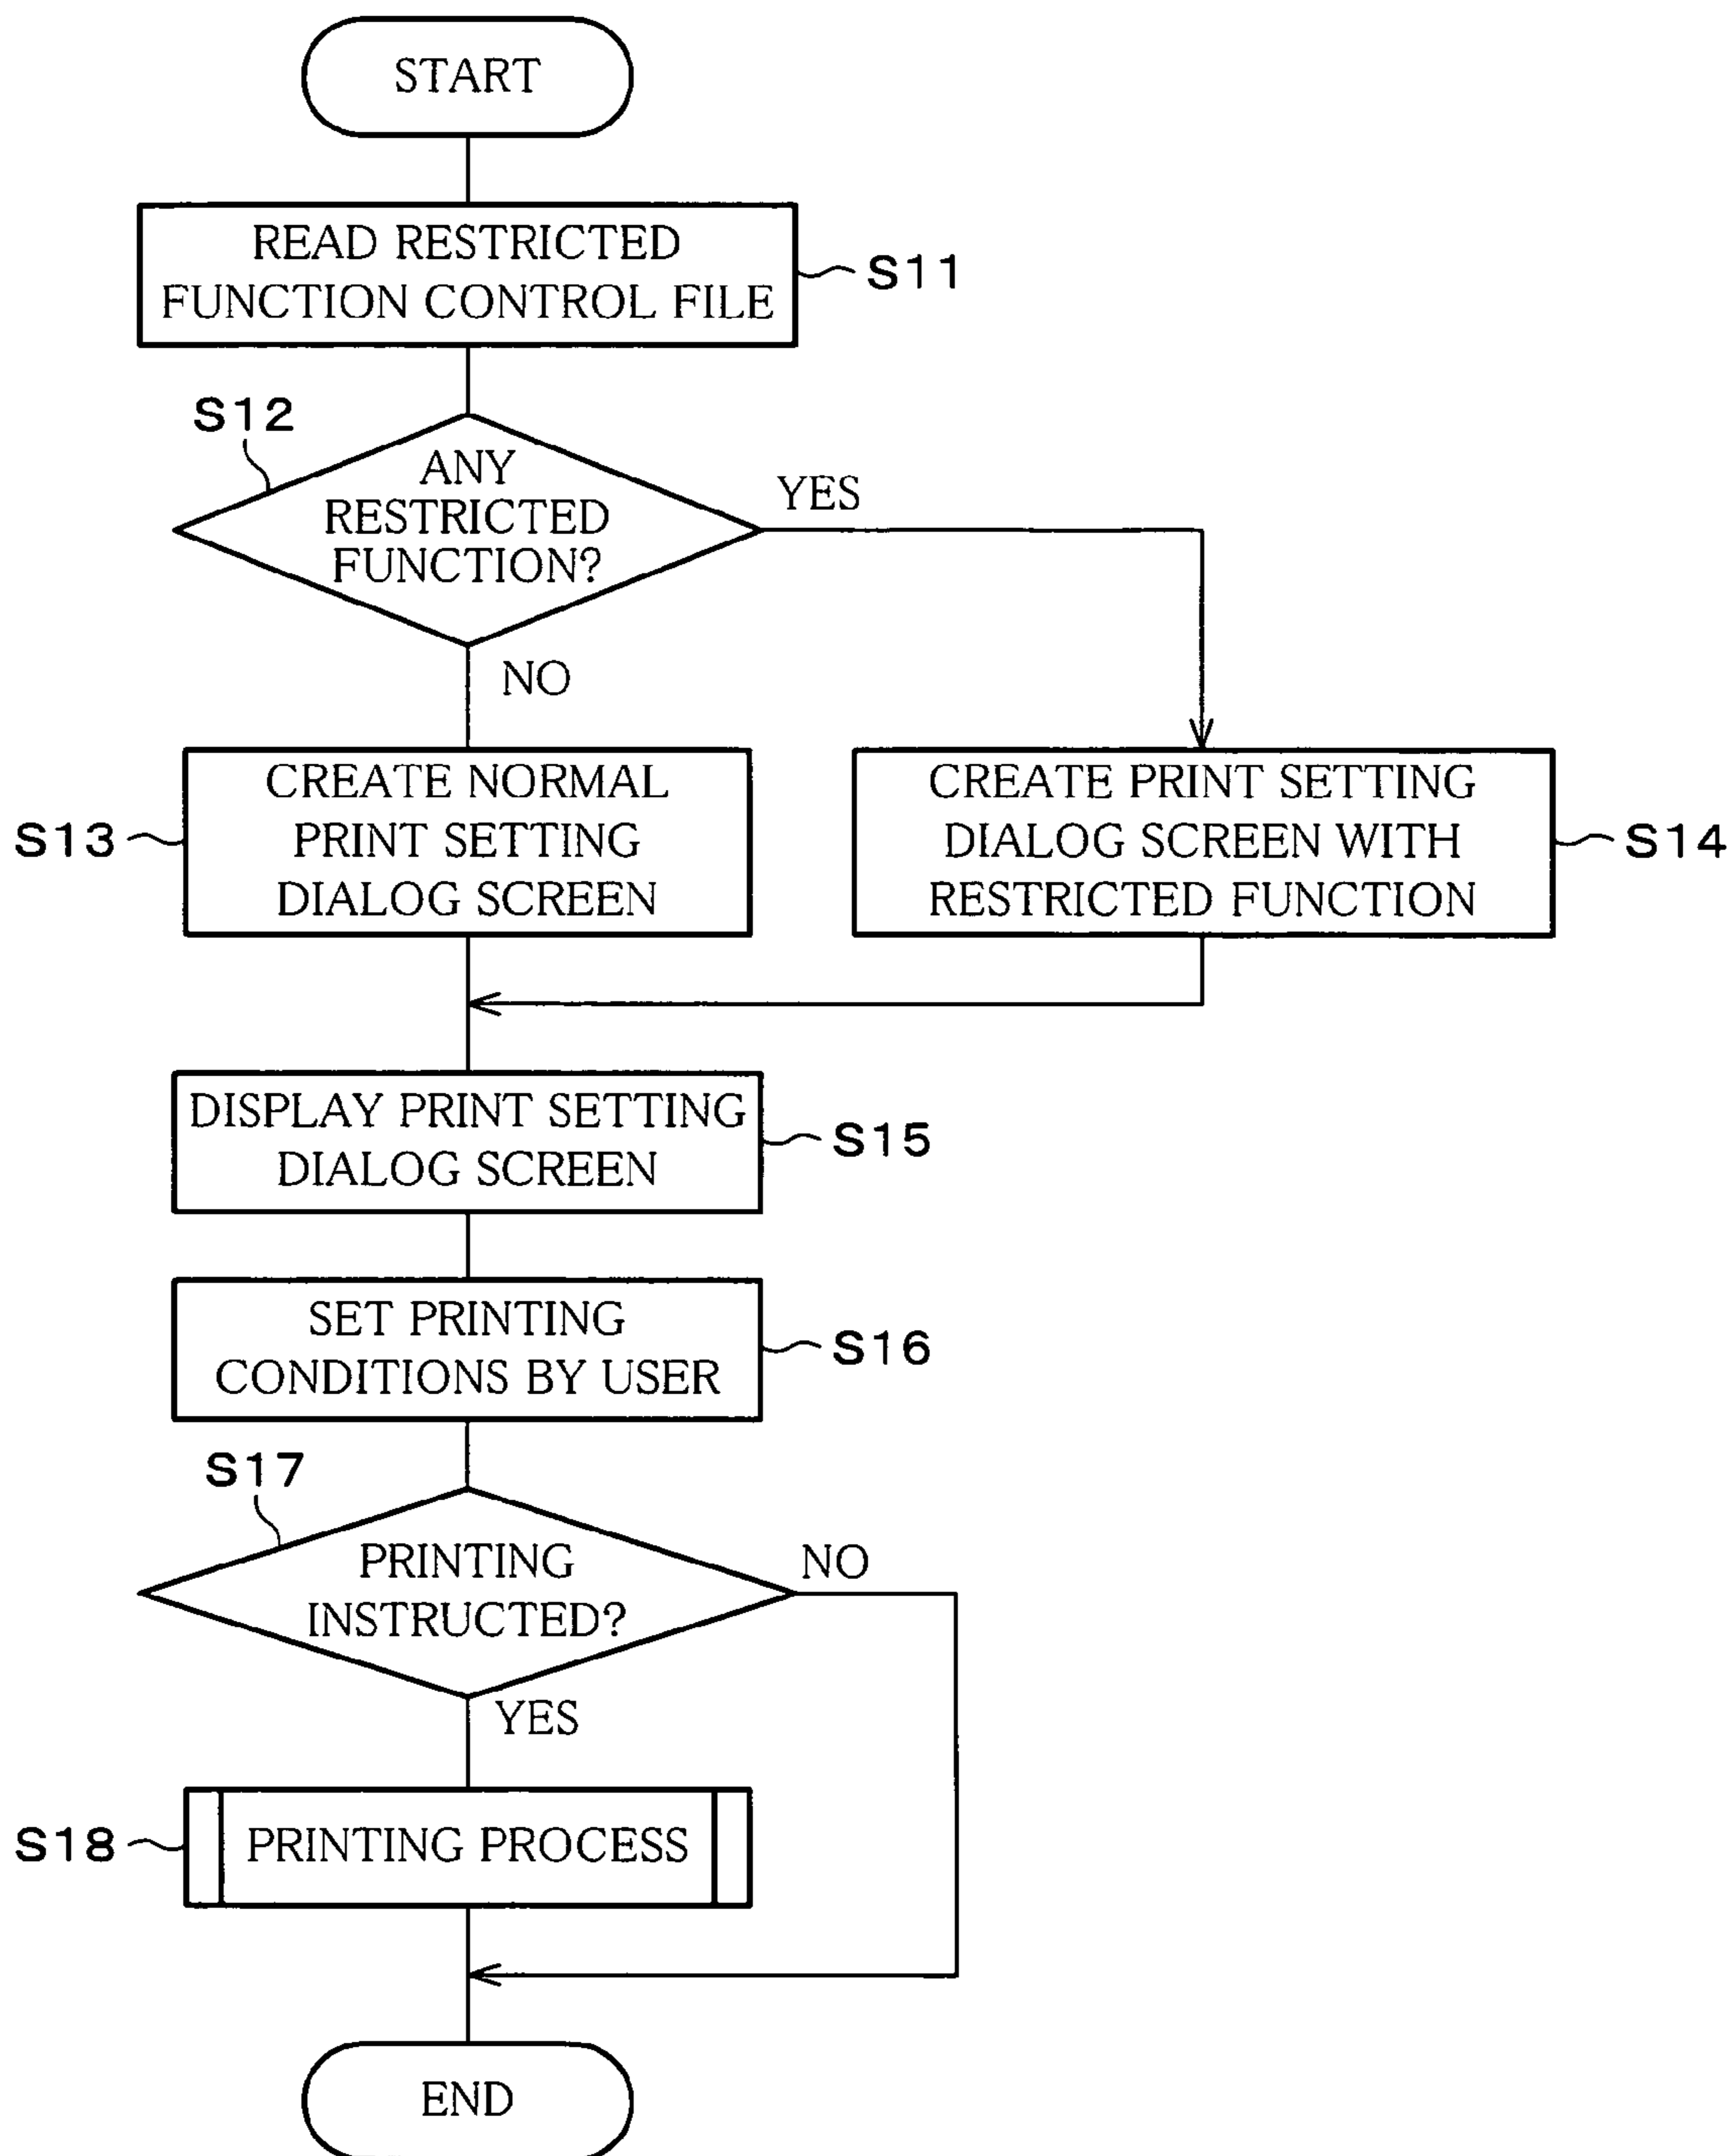 START
READ RESTRICTED
FUNCTION CONTROL FILE
S11
S12
ANY
RESTRICTED
FUNCTION?
YES
NO
S13
CREATE NORMAL
PRINT SETTING
DIALOG SCREEN
CREATE PRINT SETTING
DIALOG SCREEN WITH
RESTRICTED FUNCTION
S14
DISPLAY PRINT SETTING
DIALOG SCREEN
S15
SET PRINTING
CONDITIONS BY USER
S16
S17
PRINTING
INSTRUCTED?
NO
YES
S18
PRINTING PROCESS
END